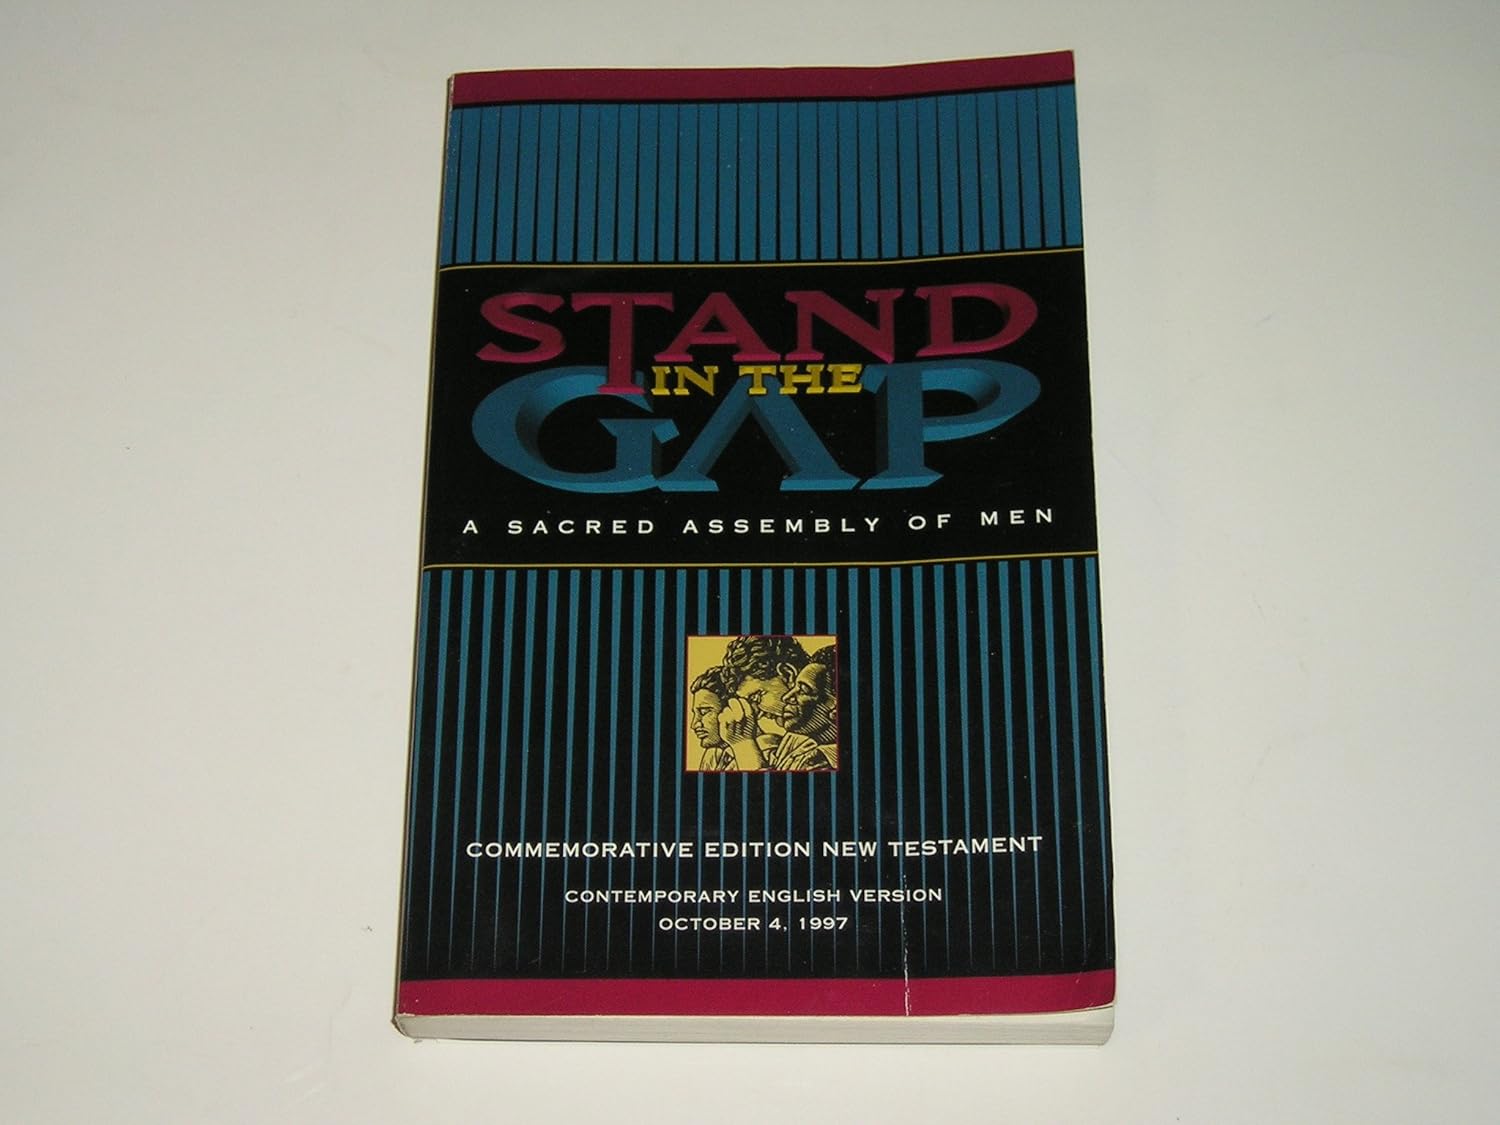 STAND
IN THE
GAP
A SACRED ASSEMBLY OF MEN
COMMEMORATIVE EDITION NEW TESTAMENT
CONTEMPORARY ENGLISH VERSION
OCTOBER 4, 1997